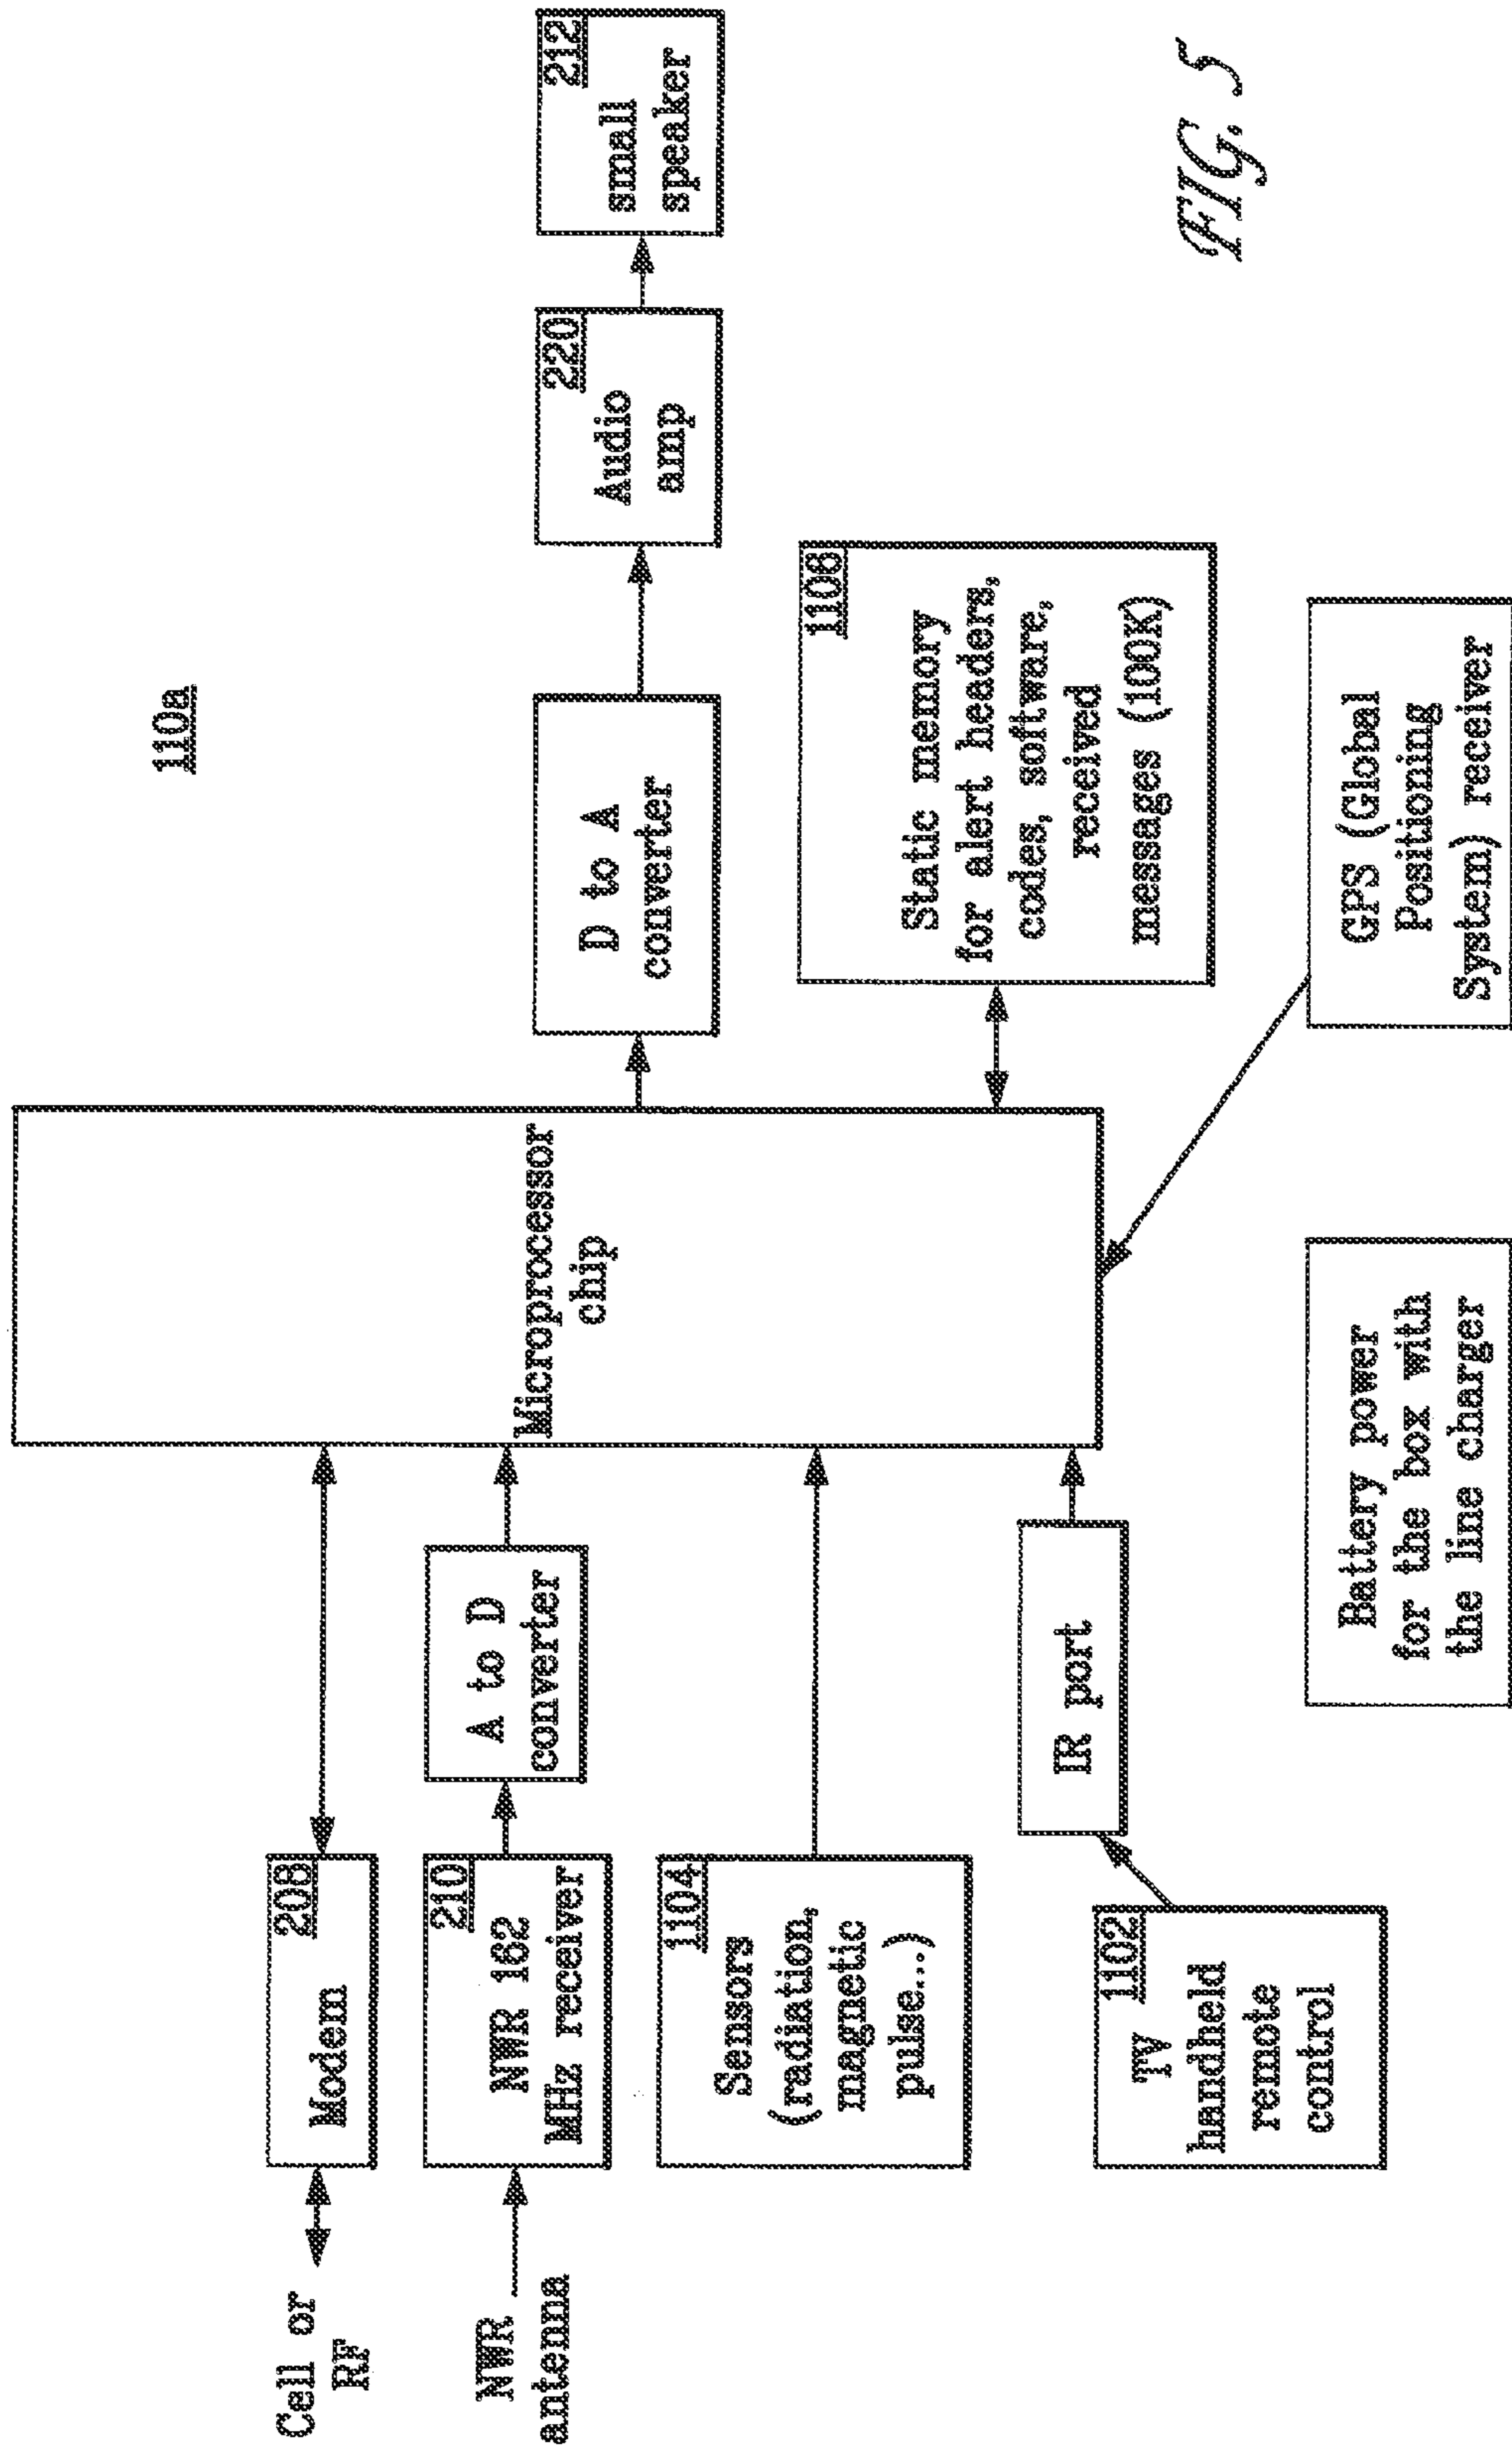 110a
Cell or
RF
208
Modem
NWR
antenna
210
NWR 162
MHz receiver
A to D
converter
1104
Sensors
(radiation,
magnetic
pulse...)
1102
TV
handheld
remote
control
IR port
Microprocessor
chip
D to A
converter
220
Audio
amp
212
small
speaker
1106
Static memory
for alert headers,
codes, software,
received
messages (100K)
Battery power
for the box with
the line charger
GPS (Global
Positioning
System) receiver
FIG. 5